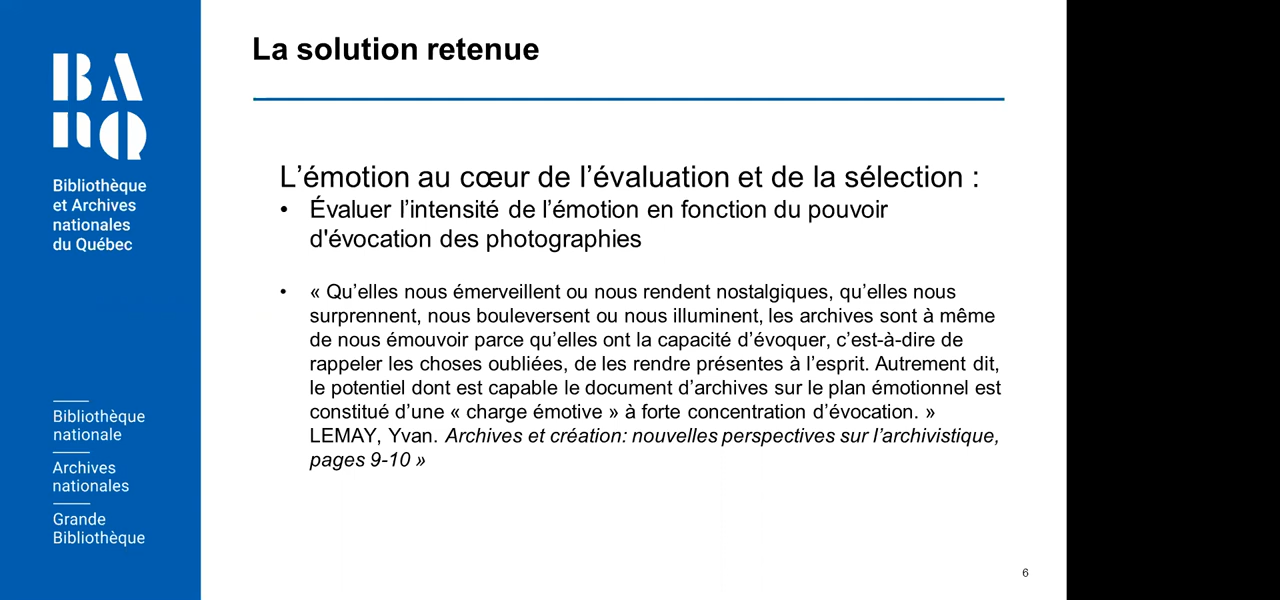 BA
nQ
Bibliothèque
et Archives
nationales
du Québec
Bibliothèque
nationale
Archives
nationales
Grande
Bibliothèque
La solution retenue
L’émotion au cœur de l’évaluation et de la sélection :
• Évaluer l’intensité de l’émotion en fonction du pouvoir
d'évocation des photographies
• « Qu’elles nous émerveillent ou nous rendent nostalgiques, qu’elles nous
surprennent, nous bouleversent ou nous illuminent, les archives sont à même
de nous émouvoir parce qu’elles ont la capacité d’évoquer, c’est-à-dire de
rappeler les choses oubliées, de les rendre présentes à l’esprit. Autrement dit,
le potentiel dont est capable le document d’archives sur le plan émotionnel est
constitué d’une « charge émotive » à forte concentration d’évocation. »
LEMAY, Yvan. Archives et création: nouvelles perspectives sur l’archivistique,
pages 9-10 »
6